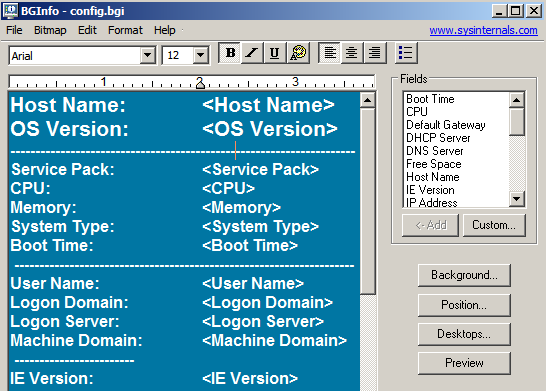 BGInfo - config.bgi
File Bitmap Edit Format Help www.sysinternals.com
Arial 12 B I U
Fields
1 2 3
Host Name: <Host Name>
OS Version: <OS Version>
--------------------------------------------------------------------
Service Pack: <Service Pack>
CPU: <CPU>
Memory: <Memory>
System Type: <System Type>
Boot Time: <Boot Time>
--------------------------------------------------------------------
User Name: <User Name>
Logon Domain: <Logon Domain>
Logon Server: <Logon Server>
Machine Domain: <Machine Domain>
------------------------
IE Version: <IE Version>
Boot Time
CPU
Default Gateway
DHCP Server
DNS Server
Free Space
Host Name
IE Version
IP Address
<- Add Custom...
Background...
Position...
Desktops...
Preview